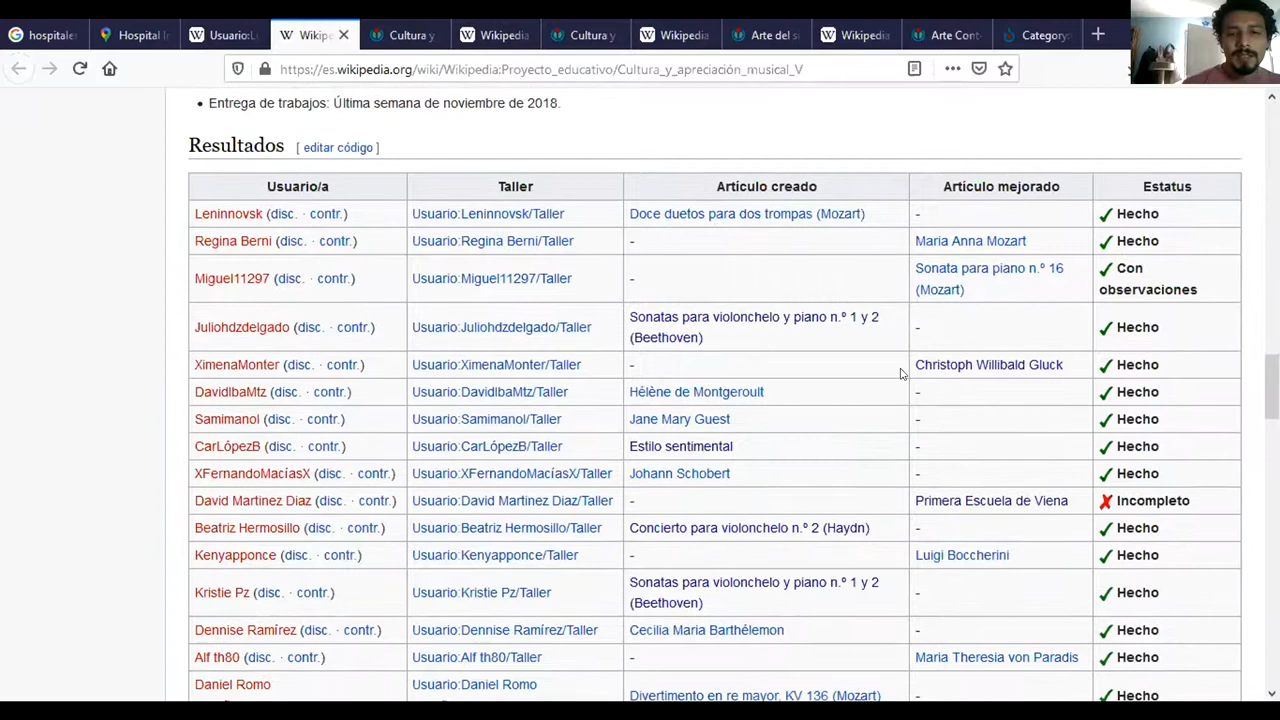 hospitale
Hospital In
Usuario:Lu
Wikipe
Cultura y
Wikipedia
Cultura y
Wikipedia
Arte del si
Wikipedia
Arte Cont
Category:
https://es.wikipedia.org/wiki/Wikipedia:Proyecto_educativo/Cultura_y_apreciación_musical_V
• Entrega de trabajos: Última semana de noviembre de 2018.
Resultados [ editar código ]
Usuario/a Taller Artículo creado Artículo mejorado Estatus
Leninnovsk (disc. · contr.) Usuario:Leninnovsk/Taller Doce duetos para dos trompas (Mozart) - Hecho
Regina Berni (disc. · contr.) Usuario:Regina Berni/Taller - Maria Anna Mozart Hecho
Miguel11297 (disc. · contr.) Usuario:Miguel11297/Taller - Sonata para piano n.º 16 Con
(Mozart) observaciones
Juliohdzdelgado (disc. · contr.) Usuario:Juliohdzdelgado/Taller Sonatas para violonchelo y piano n.º 1 y 2 - Hecho
(Beethoven)
XimenaMonter (disc. · contr.) Usuario:XimenaMonter/Taller - Christoph Willibald Gluck Hecho
DavidIbaMtz (disc. · contr.) Usuario:DavidIbaMtz/Taller Hélène de Montgeroult - Hecho
Samimanol (disc. · contr.) Usuario:Samimanol/Taller Jane Mary Guest - Hecho
CarLópezB (disc. · contr.) Usuario:CarLópezB/Taller Estilo sentimental - Hecho
XFernandoMacíasX (disc. · contr.) Usuario:XFernandoMacíasX/Taller Johann Schobert - Hecho
David Martinez Diaz (disc. · contr.) Usuario:David Martinez Diaz/Taller - Primera Escuela de Viena Incompleto
Beatriz Hermosillo (disc. · contr.) Usuario:Beatriz Hermosillo/Taller Concierto para violonchelo n.º 2 (Haydn) - Hecho
Kenyapponce (disc. · contr.) Usuario:Kenyapponce/Taller - Luigi Boccherini Hecho
Kristie Pz (disc. · contr.) Usuario:Kristie Pz/Taller Sonatas para violonchelo y piano n.º 1 y 2 - Hecho
(Beethoven)
Dennise Ramírez (disc. · contr.) Usuario:Dennise Ramírez/Taller Cecilia Maria Barthélemon - Hecho
Alf th80 (disc. · contr.) Usuario:Alf th80/Taller - Maria Theresia von Paradis Hecho
Daniel Romo Usuario:Daniel Romo
Divertimento en re mayor, KV 136 (Mozart) - Hecho